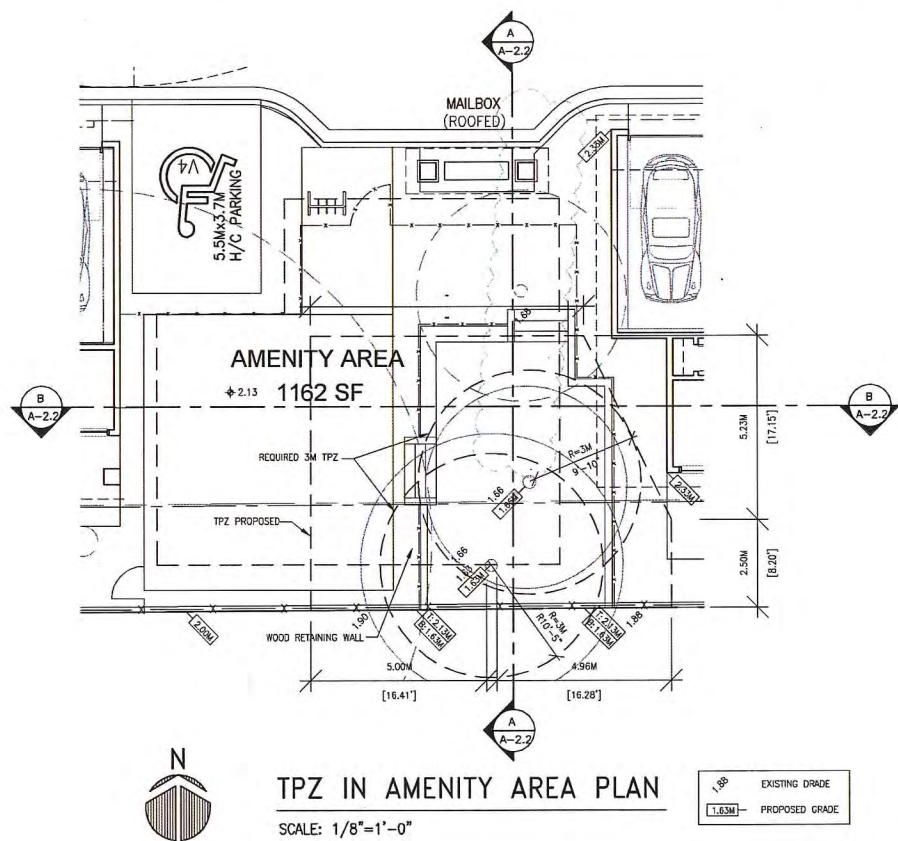 A
A-2.2
MAILBOX
(ROOFED)
2.38M
V4
5.5Mx3.7M
H/C PARKING
1.68
AMENITY AREA
1162 SF
2.13
B
A-2.2
B
A-2.2
5.23M
[17.15']
REQUIRED 3M TPZ
R=3M
9'-10"
1.66
1.66M
2.33M
TPZ PROPOSED
1.66
1.68
1.63M
2.50M
[8.20']
2.00M
1.90
WOOD RETAINING WALL
T: 2.13M
B: 1.63M
R=3M
R10'-5"
T: 2.13M
B: 1.63M
1.88
5.00M
4.96M
[16.41']
[16.28']
A
A-2.2
N
TPZ IN AMENITY AREA PLAN
SCALE: 1/8"=1'-0"
1.88 EXISTING DRADE
1.63M PROPOSED GRADE